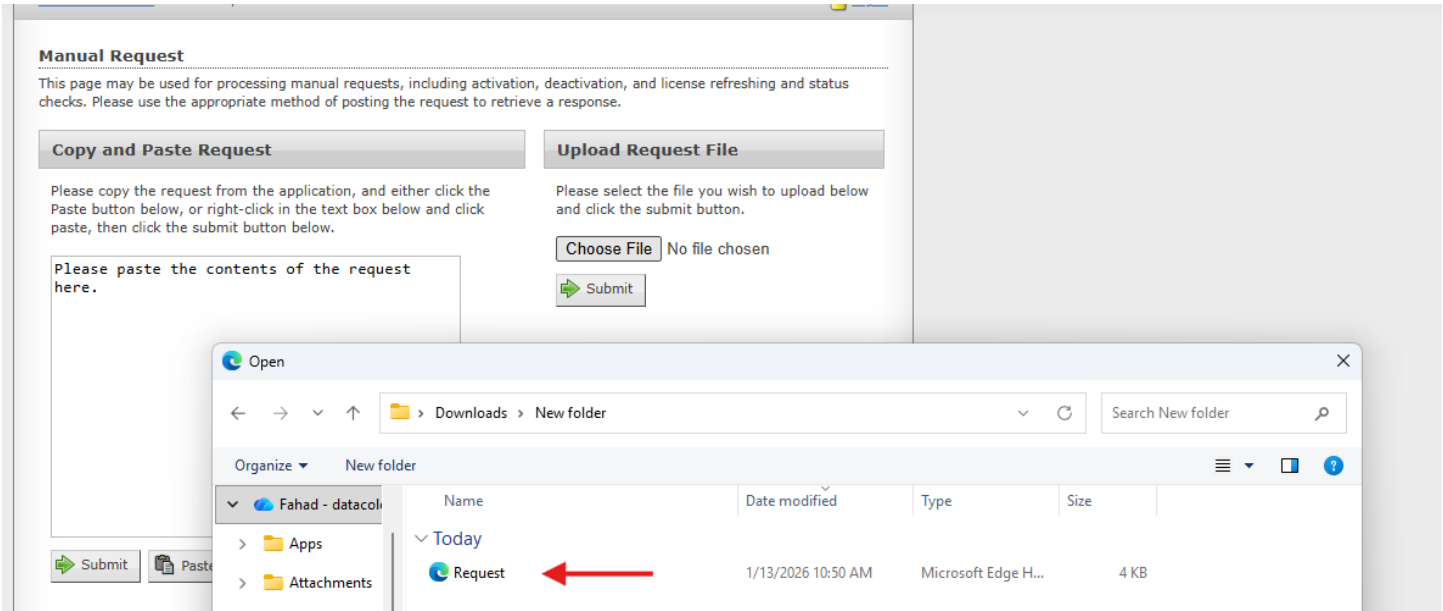 Manual Request
This page may be used for processing manual requests, including activation, deactivation, and license refreshing and status
checks. Please use the appropriate method of posting the request to retrieve a response.
Copy and Paste Request
Please copy the request from the application, and either click the
Paste button below, or right-click in the text box below and click
paste, then click the submit button below.
Please paste the contents of the request
here.
Submit
Paste
Upload Request File
Please select the file you wish to upload below
and click the submit button.
Choose File No file chosen
Submit
Open
Downloads › New folder
Search New folder
Organize New folder
Name Date modified Type Size
Fahad - datacol
Apps
Attachments
Today
Request 1/13/2026 10:50 AM Microsoft Edge H... 4 KB